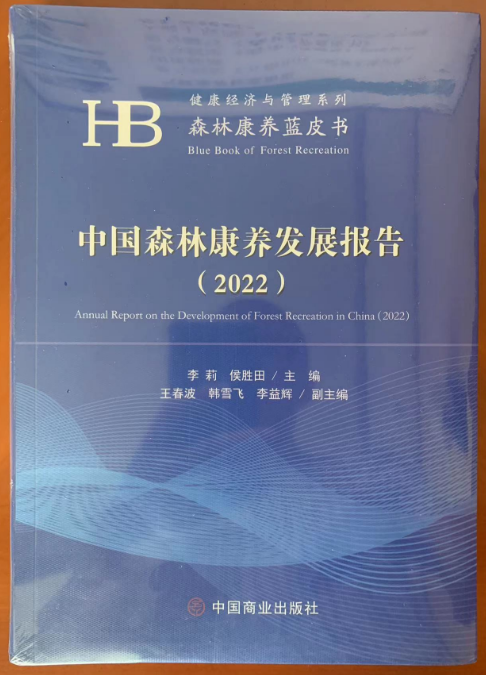 HB
健康经济与管理系列
森林康养蓝皮书
Blue Book of Forest Recreation
中国森林康养发展报告
（2022）
Annual Report on the Development of Forest Recreation in China (2022)
李 莉 侯胜田 / 主 编
王春波 韩雪飞 李益辉 / 副主编
中国商业出版社